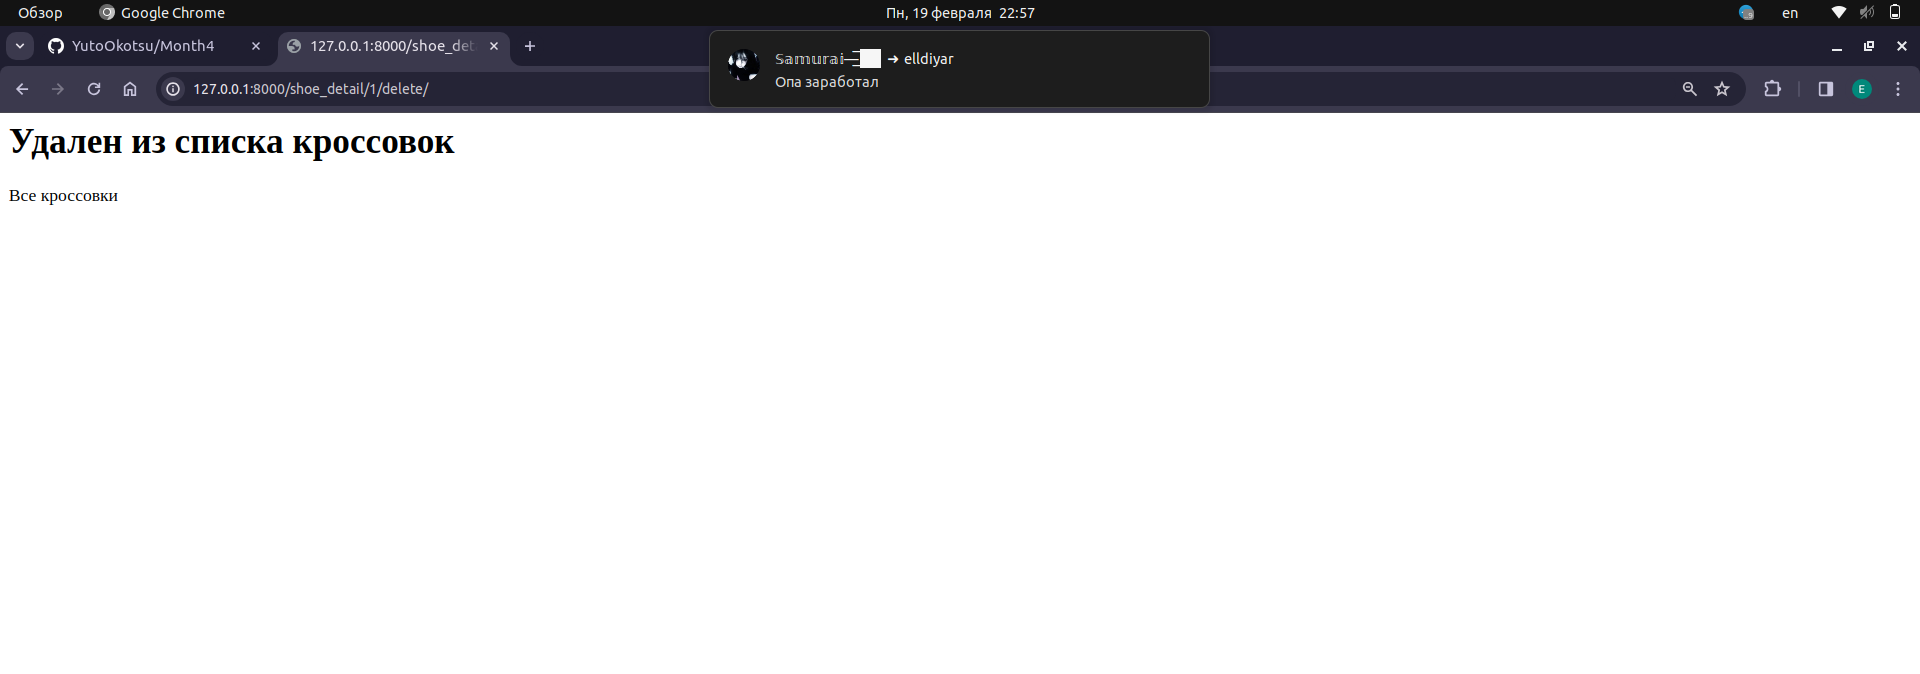 Обзор Google Chrome Пн, 19 февраля 22:57 en
YutoOkotsu/Month4 127.0.0.1:8000/shoe_det
Samurai → elldiyar
Опа заработал
127.0.0.1:8000/shoe_detail/1/delete/ E
Удален из списка кроссовок
Все кроссовки